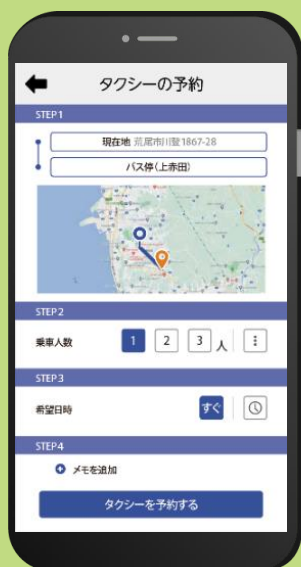 タクシーの予約
STEP1
現在地 荒尾市川登1867-28
バス停(上赤田)
STEP2
乗車人数 1 2 3 人
STEP3
希望日時 すぐ
STEP4
メモを追加
タクシーを予約する